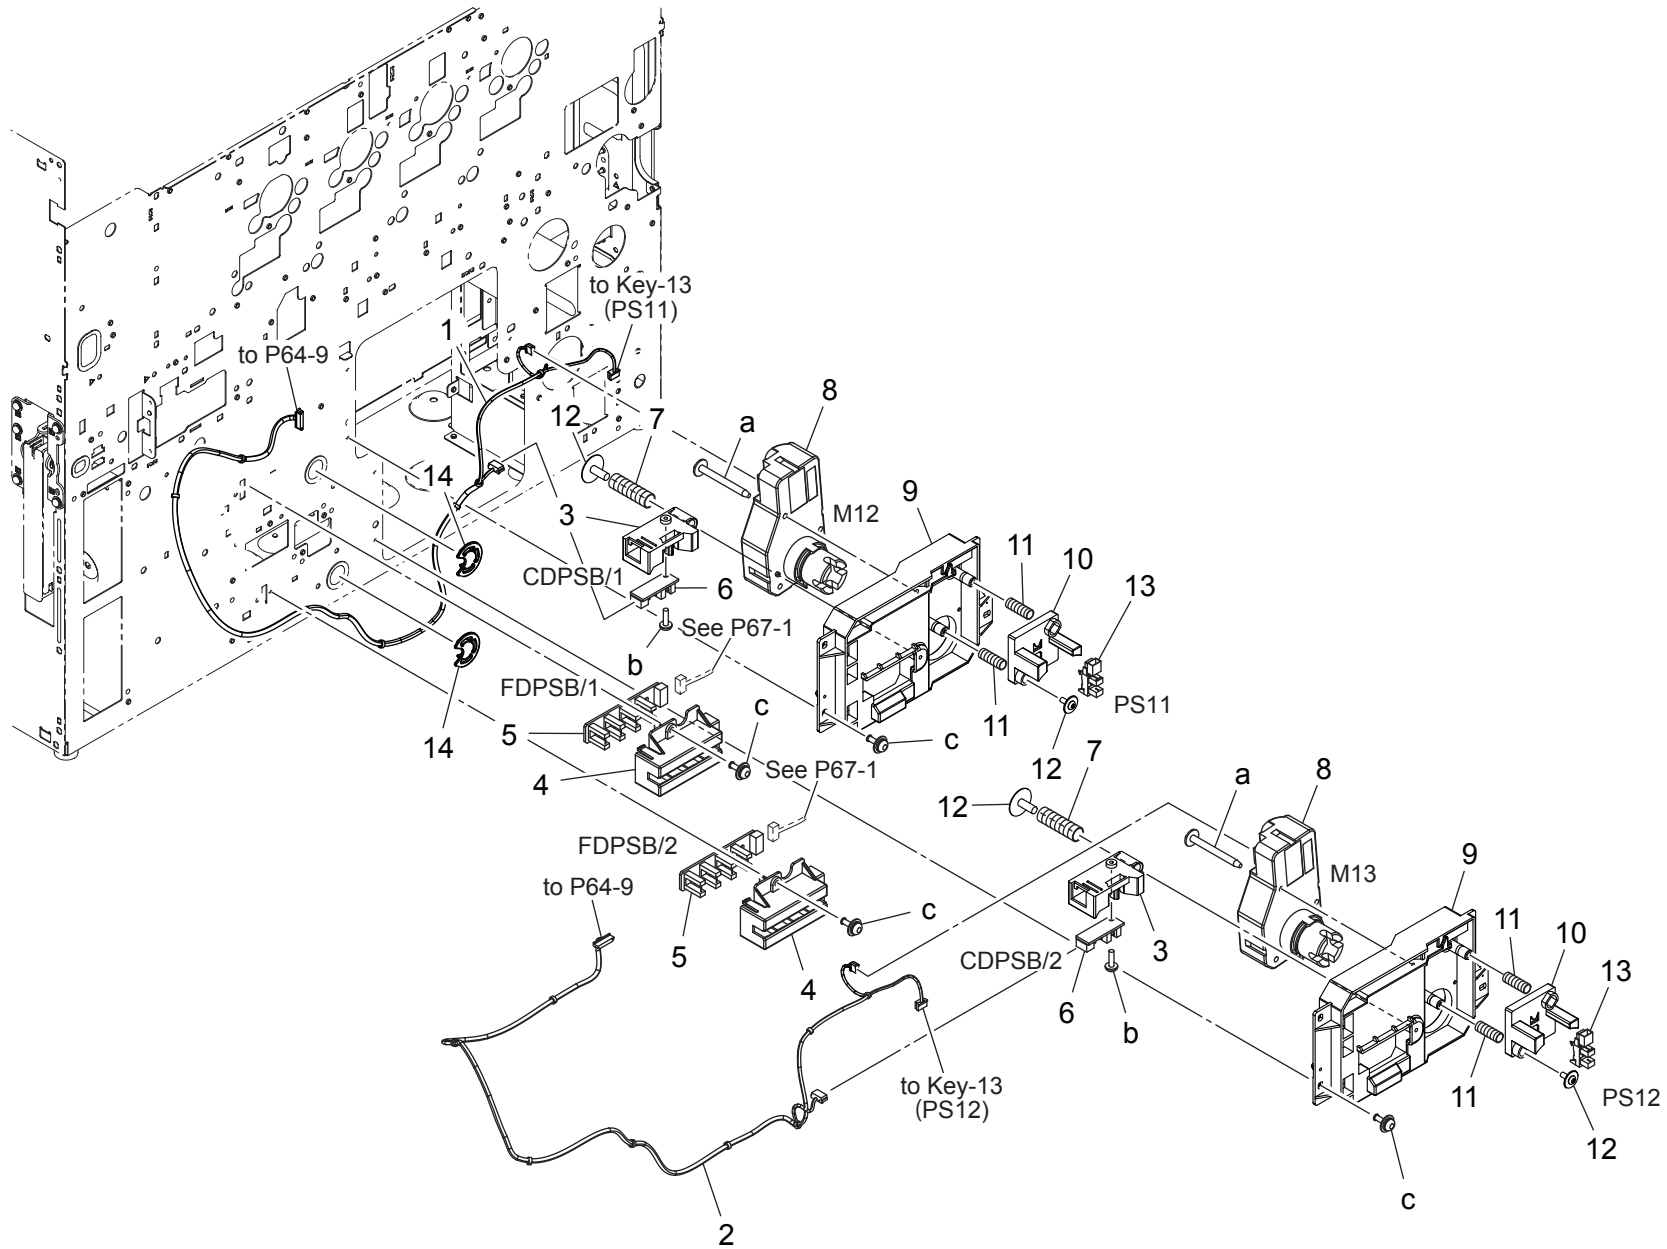 to Key-13
(PS11)
1
to P64-9
12
7
8
a
14
9
M12
3
11
10
CDPSB/1
6
13
See P67-1
b
FDPSB/1
c
PS11
5
14
11
c
12
4
See P67-1
7
12
a
8
FDPSB/2
M13
9
to P64-9
c
5
3
11
10
CDPSB/2
13
4
6
b
to Key-13
(PS12)
11
PS12
12
c
2